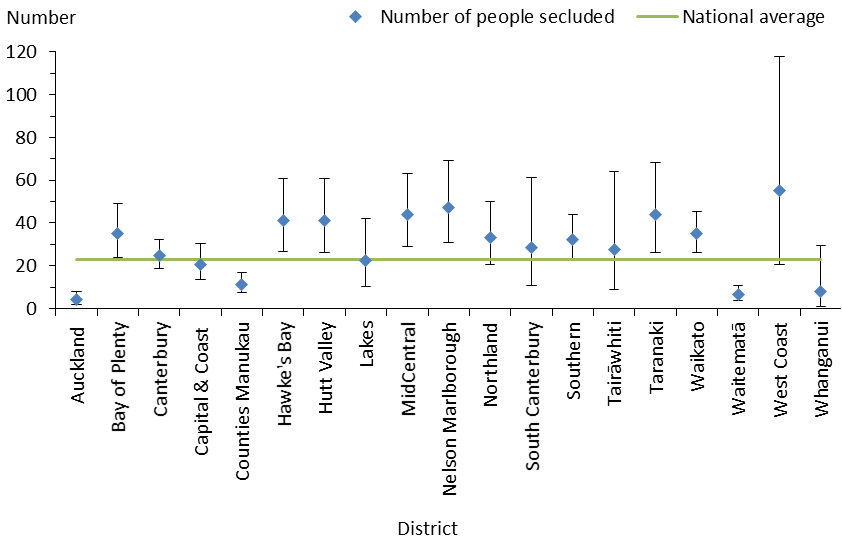 Number
Number of people secluded
National average
120
100
80
60
40
20
0
Auckland
Bay of Plenty
Canterbury
Capital & Coast
Counties Manukau
Hawke's Bay
Hutt Valley
Lakes
MidCentral
Nelson Marlborough
Northland
South Canterbury
Southern
Tairāwhiti
Taranaki
Waikato
Waitematā
West Coast
Whanganui
District